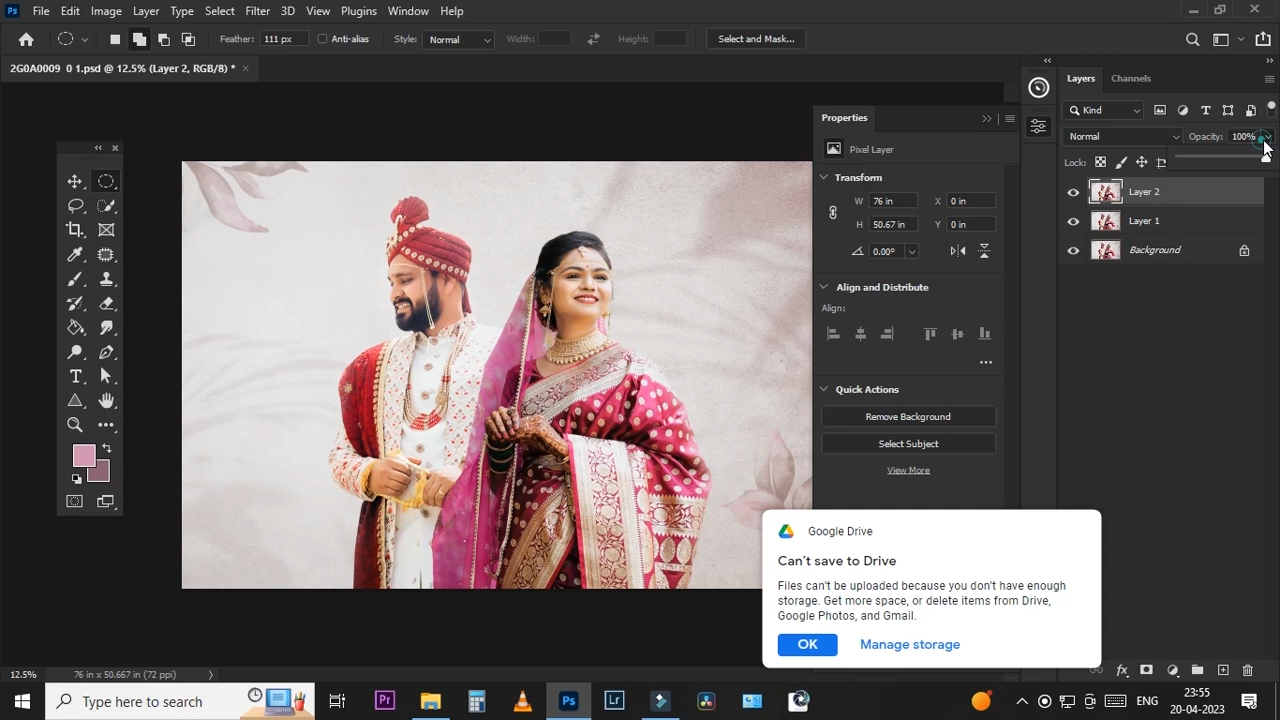 Ps File Edit Image Layer Type Select Filter 3D View Plugins Window Help
Feather: 111 px Anti-alias Style: Normal Width: Height: Select and Mask...
2G0A0009 0 1.psd @ 12.5% (Layer 2, RGB/8) * ×
Layers Channels
Kind
Normal Opacity: 100%
Lock:
Layer 2
Layer 1
Background
Properties
Pixel Layer
Transform
W 76 in X 0 in
H 50.67 in Y 0 in
0.00°
Align and Distribute
Align:
Quick Actions
Remove Background
Select Subject
View More
Google Drive
Can't save to Drive
Files can't be uploaded because you don't have enough
storage. Get more space, or delete items from Drive,
Google Photos, and Gmail.
OK Manage storage
12.5% 76 in x 50.667 in (72 ppi)
Type here to search
Pr Ps Lr
ENG
23:55
20-04-2023